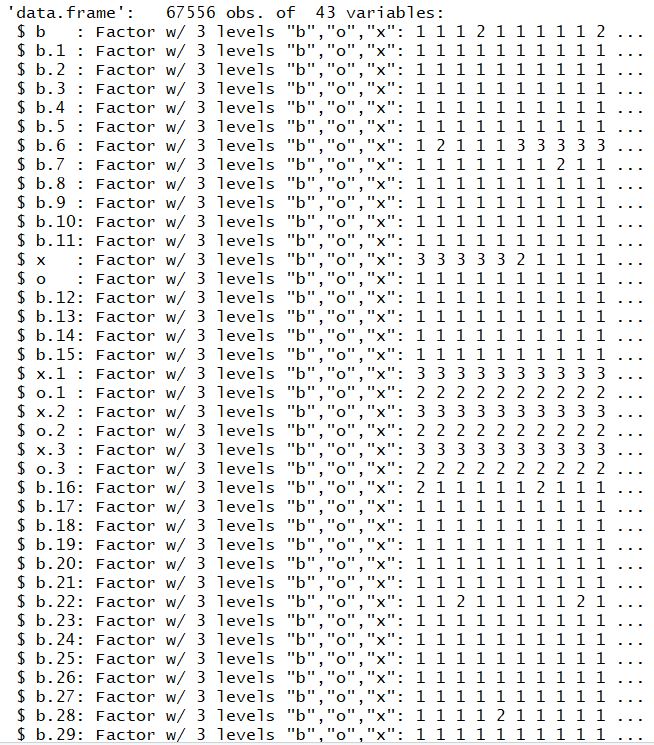 'data.frame':   67556 obs. of  43 variables:
 $ b   : Factor w/ 3 levels "b","o","x": 1 1 1 2 1 1 1 1 1 2 ...
 $ b.1 : Factor w/ 3 levels "b","o","x": 1 1 1 1 1 1 1 1 1 1 ...
 $ b.2 : Factor w/ 3 levels "b","o","x": 1 1 1 1 1 1 1 1 1 1 ...
 $ b.3 : Factor w/ 3 levels "b","o","x": 1 1 1 1 1 1 1 1 1 1 ...
 $ b.4 : Factor w/ 3 levels "b","o","x": 1 1 1 1 1 1 1 1 1 1 ...
 $ b.5 : Factor w/ 3 levels "b","o","x": 1 1 1 1 1 1 1 1 1 1 ...
 $ b.6 : Factor w/ 3 levels "b","o","x": 1 2 1 1 1 3 3 3 3 3 ...
 $ b.7 : Factor w/ 3 levels "b","o","x": 1 1 1 1 1 1 1 2 1 1 ...
 $ b.8 : Factor w/ 3 levels "b","o","x": 1 1 1 1 1 1 1 1 1 1 ...
 $ b.9 : Factor w/ 3 levels "b","o","x": 1 1 1 1 1 1 1 1 1 1 ...
 $ b.10: Factor w/ 3 levels "b","o","x": 1 1 1 1 1 1 1 1 1 1 ...
 $ b.11: Factor w/ 3 levels "b","o","x": 1 1 1 1 1 1 1 1 1 1 ...
 $ x   : Factor w/ 3 levels "b","o","x": 3 3 3 3 3 2 1 1 1 1 ...
 $ o   : Factor w/ 3 levels "b","o","x": 1 1 1 1 1 1 1 1 1 1 ...
 $ b.12: Factor w/ 3 levels "b","o","x": 1 1 1 1 1 1 1 1 1 1 ...
 $ b.13: Factor w/ 3 levels "b","o","x": 1 1 1 1 1 1 1 1 1 1 ...
 $ b.14: Factor w/ 3 levels "b","o","x": 1 1 1 1 1 1 1 1 1 1 ...
 $ b.15: Factor w/ 3 levels "b","o","x": 1 1 1 1 1 1 1 1 1 1 ...
 $ x.1 : Factor w/ 3 levels "b","o","x": 3 3 3 3 3 3 3 3 3 3 ...
 $ o.1 : Factor w/ 3 levels "b","o","x": 2 2 2 2 2 2 2 2 2 2 ...
 $ x.2 : Factor w/ 3 levels "b","o","x": 3 3 3 3 3 3 3 3 3 3 ...
 $ o.2 : Factor w/ 3 levels "b","o","x": 2 2 2 2 2 2 2 2 2 2 ...
 $ x.3 : Factor w/ 3 levels "b","o","x": 3 3 3 3 3 3 3 3 3 3 ...
 $ o.3 : Factor w/ 3 levels "b","o","x": 2 2 2 2 2 2 2 2 2 2 ...
 $ b.16: Factor w/ 3 levels "b","o","x": 2 1 1 1 1 1 2 1 1 1 ...
 $ b.17: Factor w/ 3 levels "b","o","x": 1 1 1 1 1 1 1 1 1 1 ...
 $ b.18: Factor w/ 3 levels "b","o","x": 1 1 1 1 1 1 1 1 1 1 ...
 $ b.19: Factor w/ 3 levels "b","o","x": 1 1 1 1 1 1 1 1 1 1 ...
 $ b.20: Factor w/ 3 levels "b","o","x": 1 1 1 1 1 1 1 1 1 1 ...
 $ b.21: Factor w/ 3 levels "b","o","x": 1 1 1 1 1 1 1 1 1 1 ...
 $ b.22: Factor w/ 3 levels "b","o","x": 1 1 2 1 1 1 1 1 2 1 ...
 $ b.23: Factor w/ 3 levels "b","o","x": 1 1 1 1 1 1 1 1 1 1 ...
 $ b.24: Factor w/ 3 levels "b","o","x": 1 1 1 1 1 1 1 1 1 1 ...
 $ b.25: Factor w/ 3 levels "b","o","x": 1 1 1 1 1 1 1 1 1 1 ...
 $ b.26: Factor w/ 3 levels "b","o","x": 1 1 1 1 1 1 1 1 1 1 ...
 $ b.27: Factor w/ 3 levels "b","o","x": 1 1 1 1 1 1 1 1 1 1 ...
 $ b.28: Factor w/ 3 levels "b","o","x": 1 1 1 1 2 1 1 1 1 1 ...
 $ b.29: Factor w/ 3 levels "b","o","x": 1 1 1 1 1 1 1 1 1 1 ...